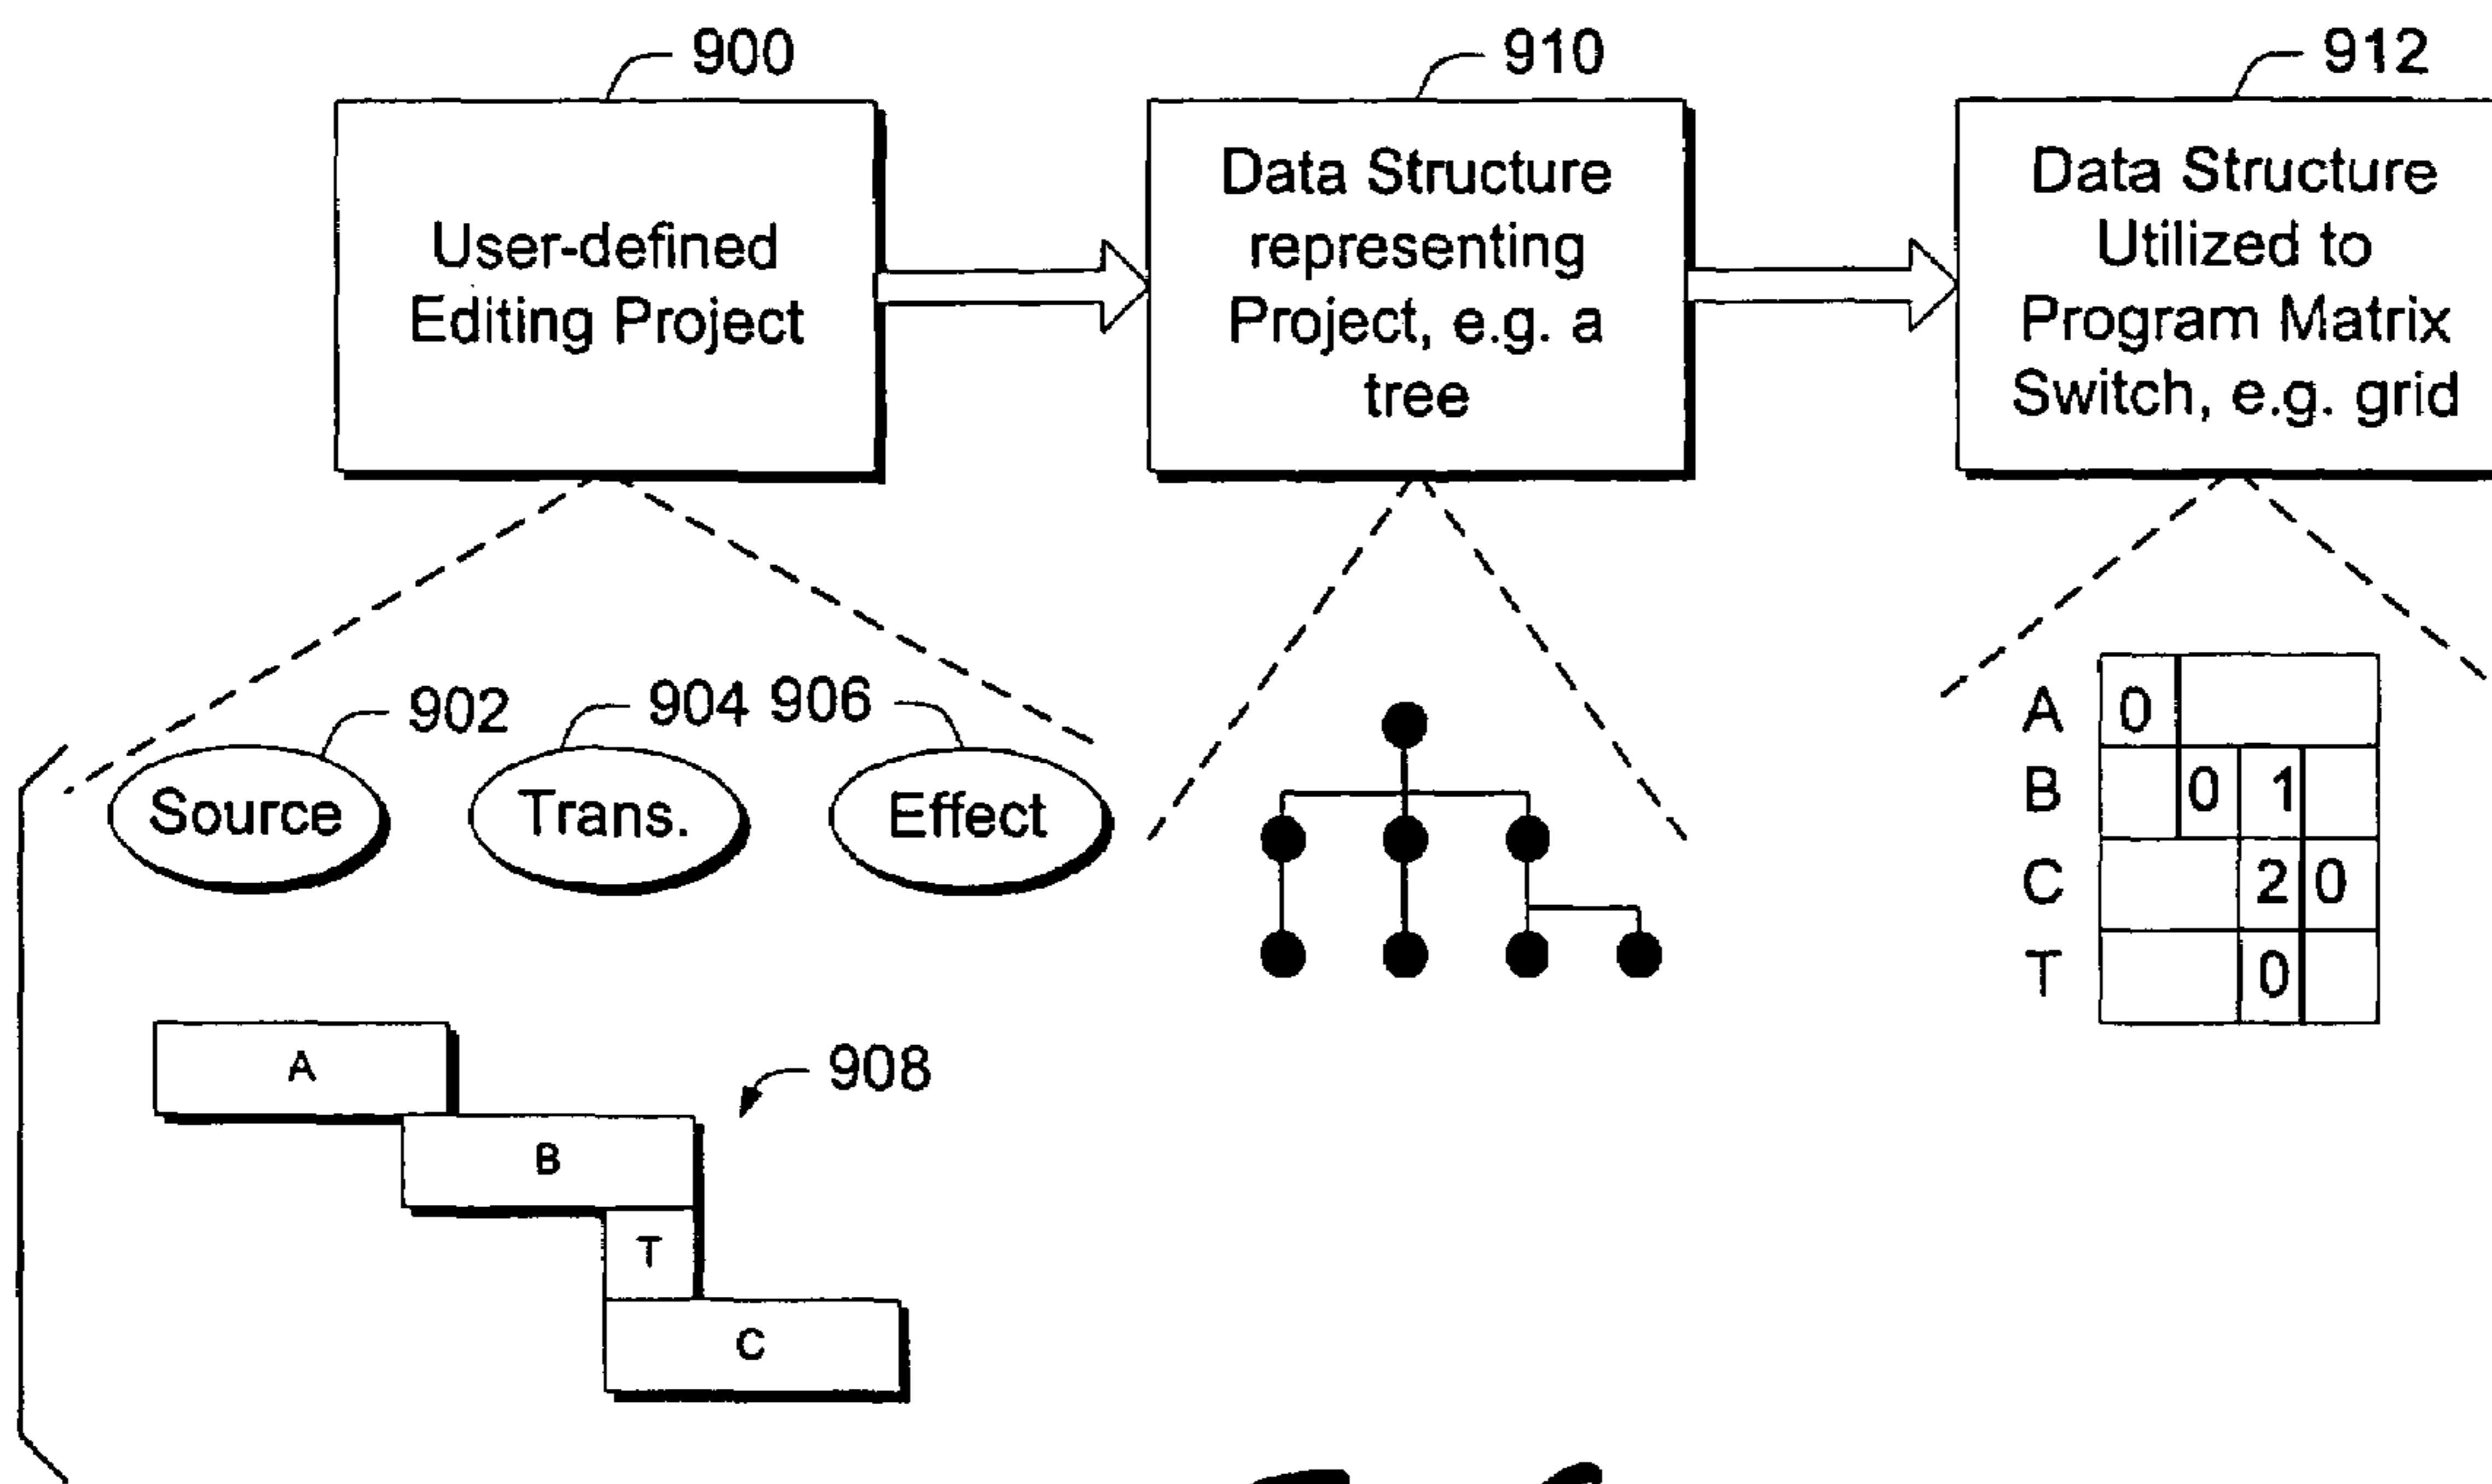 900
910
912
User-defined
Editing Project
Data Structure
representing
Project, e.g. a
tree
Data Structure
Utilized to
Program Matrix
Switch, e.g. grid
902
904
906
Source
Trans.
Effect
A
B
T
C
908
A 0
B 0 1
C 2 0
T 0